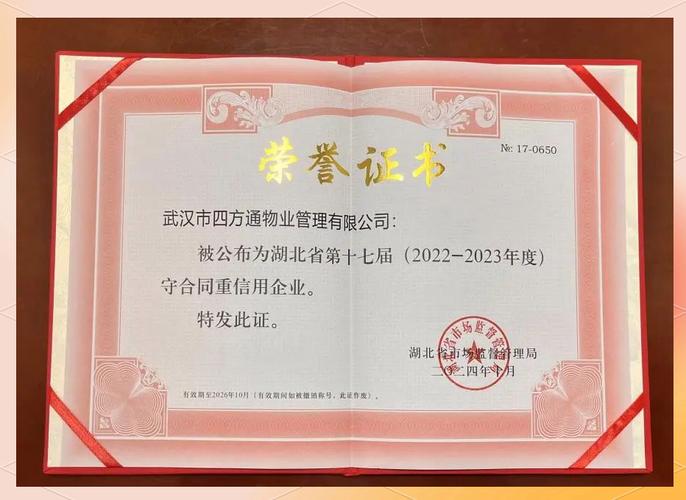 №: 17-0650
荣誉证书
武汉市四方通物业管理有限公司：
被公布为湖北省第十七届（2022-2023年度）
守合同重信用企业。
特发此证。
湖北省市场监督管理局
二〇二四年十月
有效期至2026年10月（有效期间如被撤销称号，此证作废）